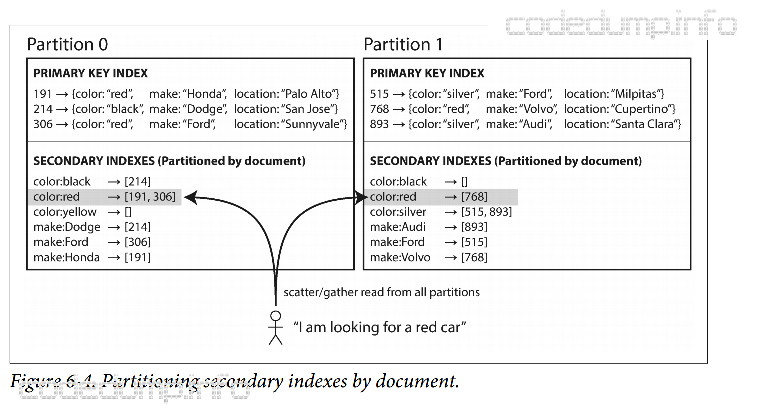 codetimeinfo
Partition 0
PRIMARY KEY INDEX
191 → {color: “red”, make: “Honda”, location: “Palo Alto”}
214 → {color: “black”, make: “Dodge”, location: “San Jose”}
306 → {color: “red”, make: “Ford”, location: “Sunnyvale”}
SECONDARY INDEXES (Partitioned by document)
color:black → [214]
color:red → [191, 306]
color:yellow → []
make:Dodge → [214]
make:Ford → [306]
make:Honda → [191]
Partition 1
PRIMARY KEY INDEX
515 → {color: “silver”, make: “Ford”, location: “Milpitas”}
768 → {color: “red”, make: “Volvo”, location: “Cupertino”}
893 → {color: “silver”, make: “Audi”, location: “Santa Clara”}
SECONDARY INDEXES (Partitioned by document)
color:black → []
color:red → [768]
color:silver → [515, 893]
make:Audi → [893]
make:Ford → [515]
make:Volvo → [768]
scatter/gather read from all partitions
“I am looking for a red car”
Figure 6-4. Partitioning secondary indexes by document.